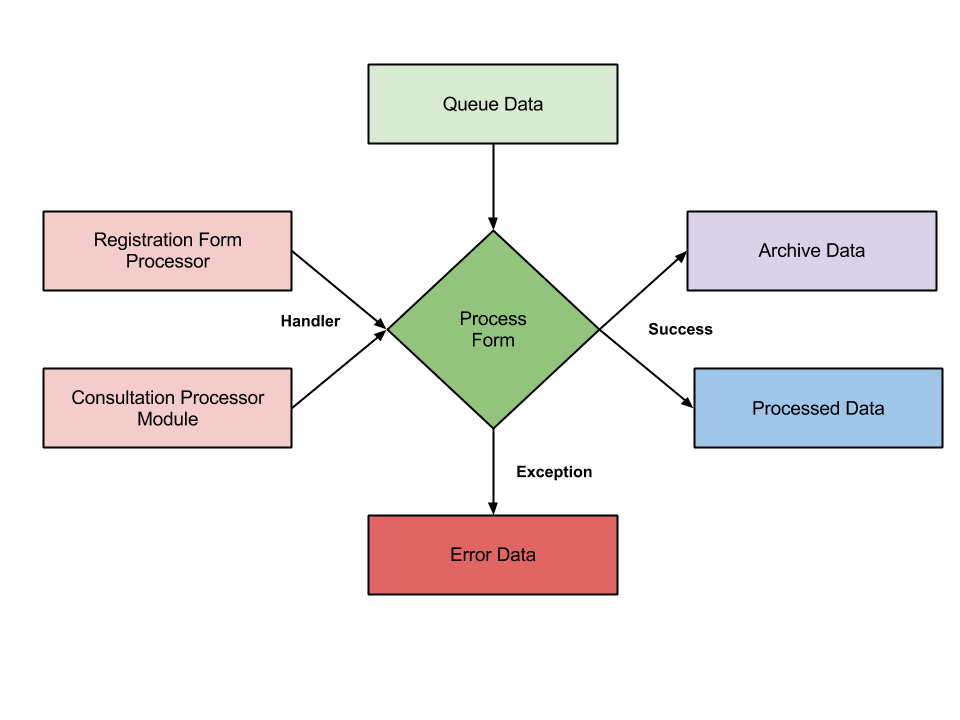 Queue Data
Registration Form
Processor
Archive Data
Handler
Process
Form
Success
Consultation Processor
Module
Processed Data
Exception
Error Data